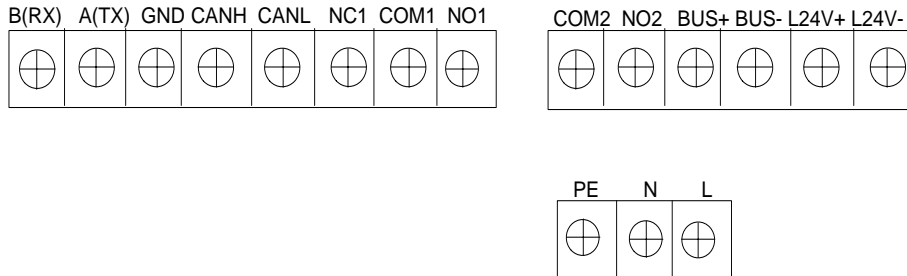 B(RX) A(TX) GND CANH CANL NC1 COM1 NO1
COM2 NO2 BUS+ BUS- L24V+ L24V-
PE N L